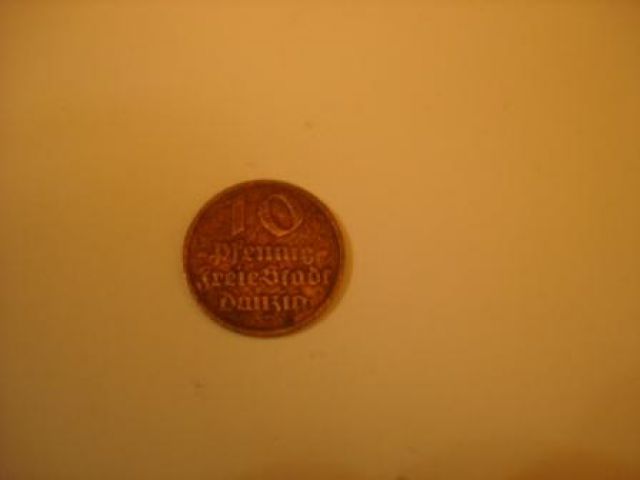 10
Pfennig
Freie Stadt
Danzig